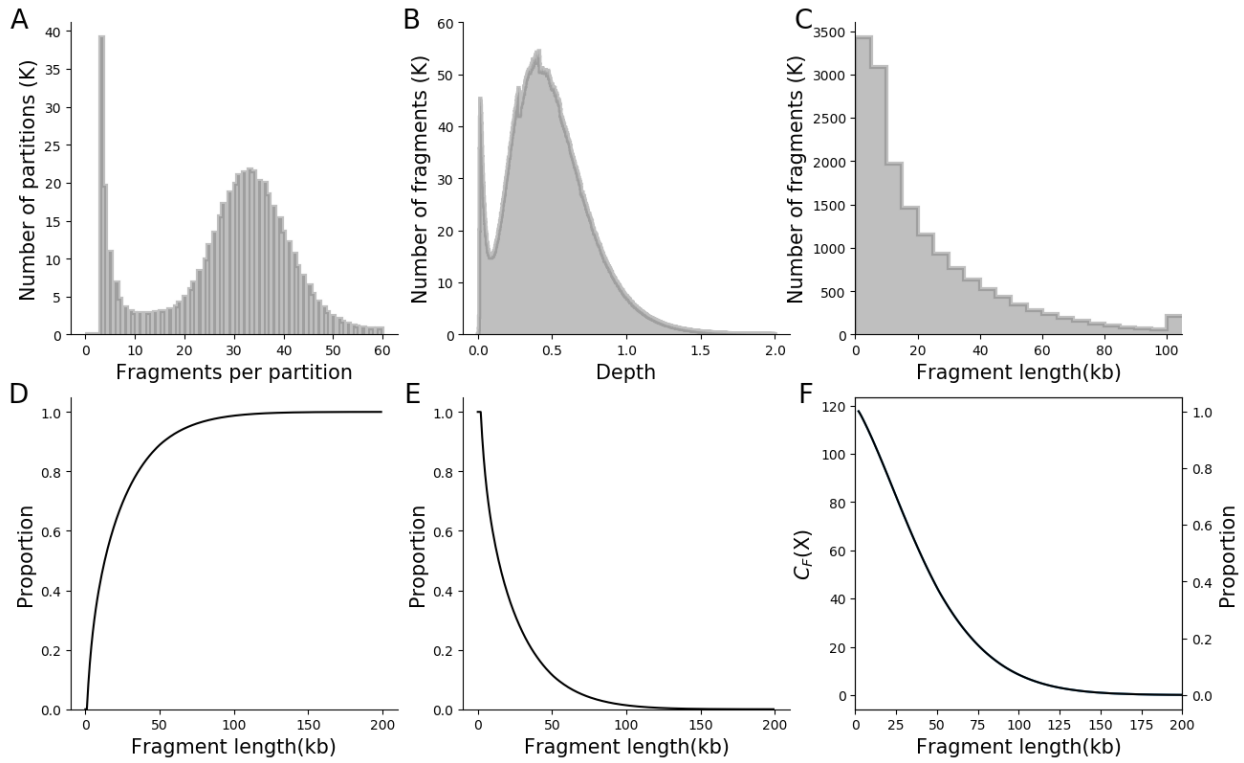 A
Number of partitions (K)
40
35
30
25
20
15
10
5
0
0 10 20 30 40 50 60
Fragments per partition
B
Number of fragments (K)
60
50
40
30
20
10
0
0.0 0.5 1.0 1.5 2.0
Depth
C
Number of fragments (K)
3500
3000
2500
2000
1500
1000
500
0
0 20 40 60 80 100
Fragment length(kb)
D
Proportion
1.0
0.8
0.6
0.4
0.2
0.0
0 50 100 150 200
Fragment length(kb)
E
Proportion
1.0
0.8
0.6
0.4
0.2
0.0
0 50 100 150 200
Fragment length(kb)
F
C_F(X)
120
100
80
60
40
20
0
0 25 50 75 100 125 150 175 200
Fragment length(kb)
1.0
0.8
0.6
0.4
0.2
0.0
Proportion